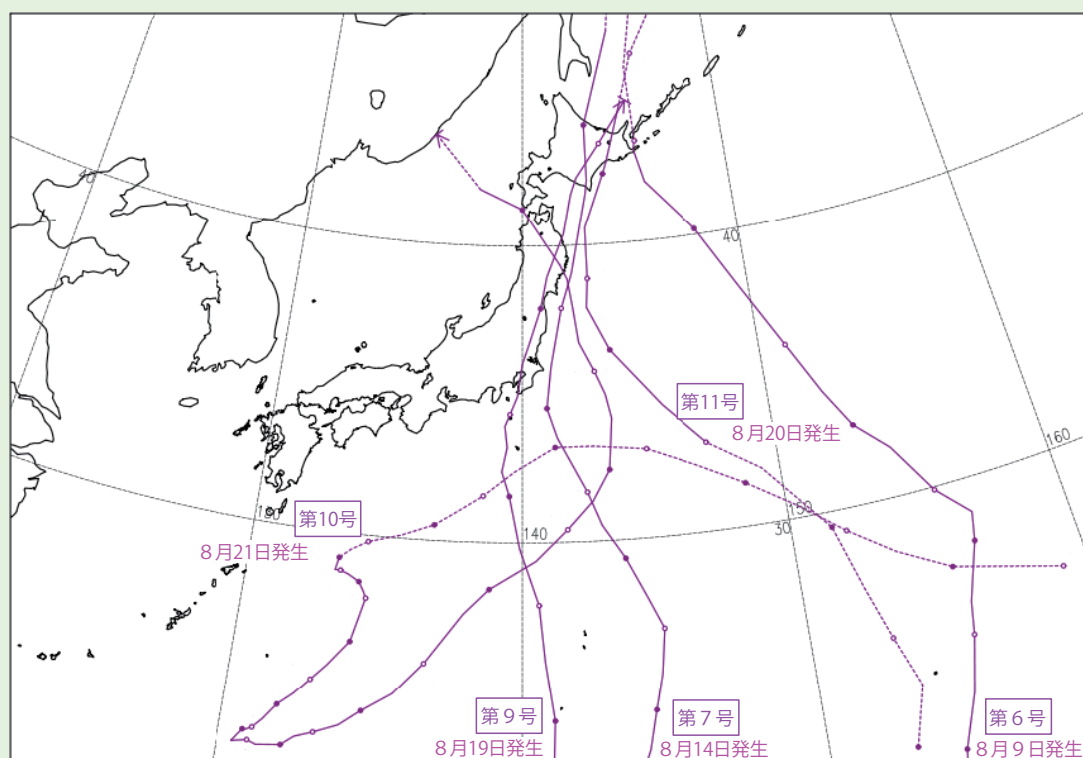 40
40
第11号
8月20日発生
160
130
第10号
8月21日発生
140
150
30
第9号
8月19日発生
第7号
8月14日発生
第6号
8月9日発生